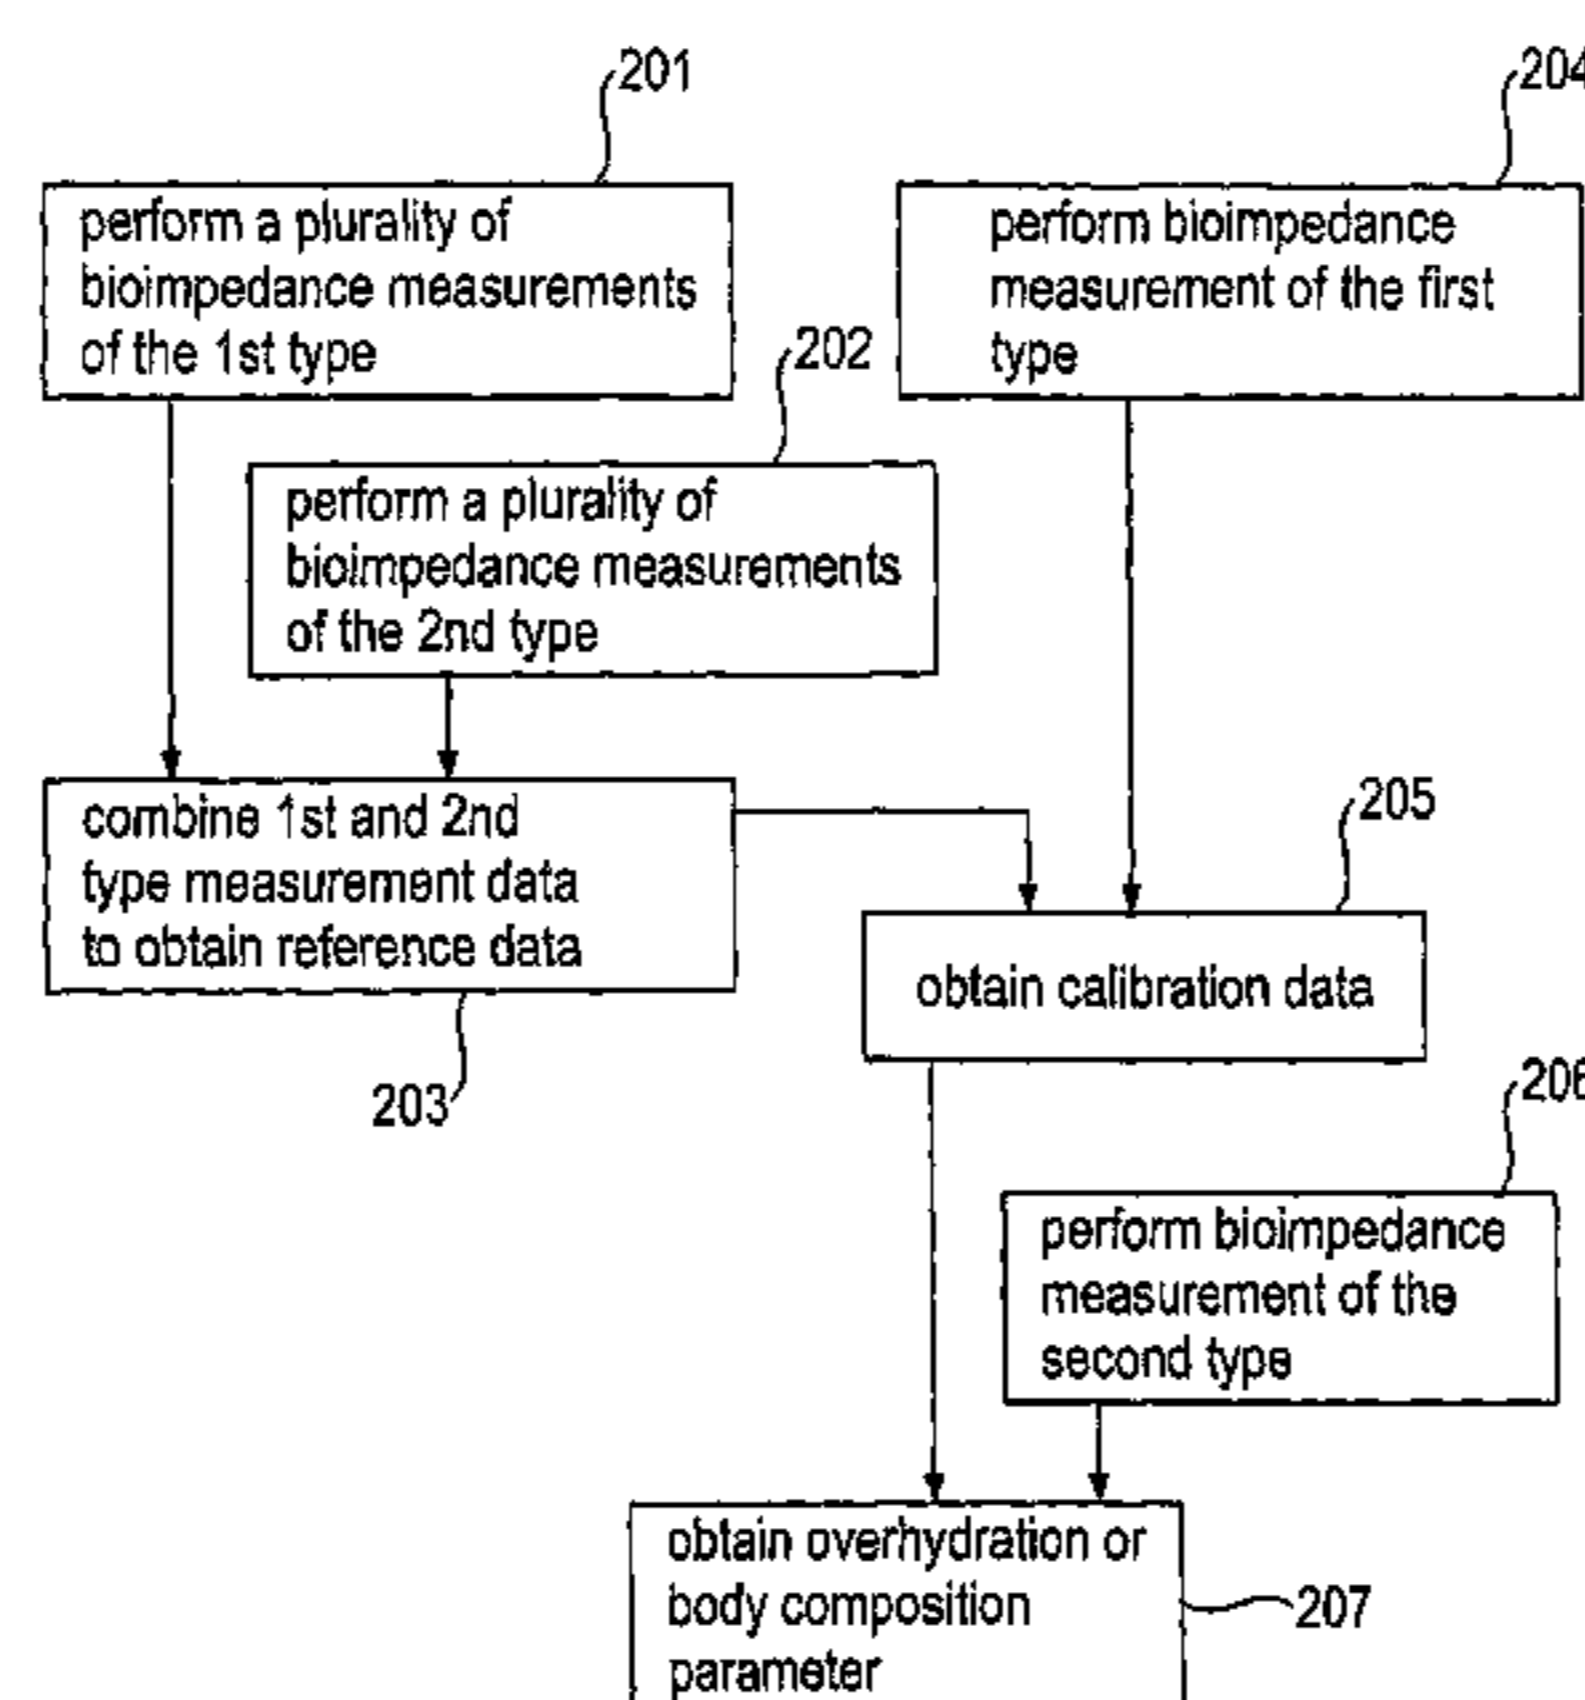 201
perform a plurality of
bioimpedance measurements
of the 1st type
202
perform a plurality of
bioimpedance measurements
of the 2nd type
combine 1st and 2nd
type measurement data
to obtain reference data
203
204
perform bioimpedance
measurement of the first
type
205
obtain calibration data
206
perform bioimpedance
measurement of the
second type
obtain overhydration or
body composition
parameter
207